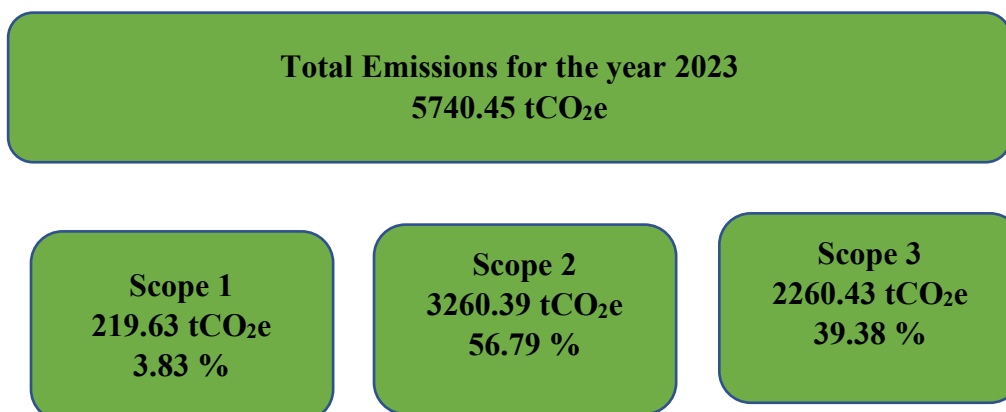 Total Emissions for the year 2023
5740.45 tCO₂e
Scope 1
219.63 tCO₂e
3.83 %
Scope 2
3260.39 tCO₂e
56.79 %
Scope 3
2260.43 tCO₂e
39.38 %